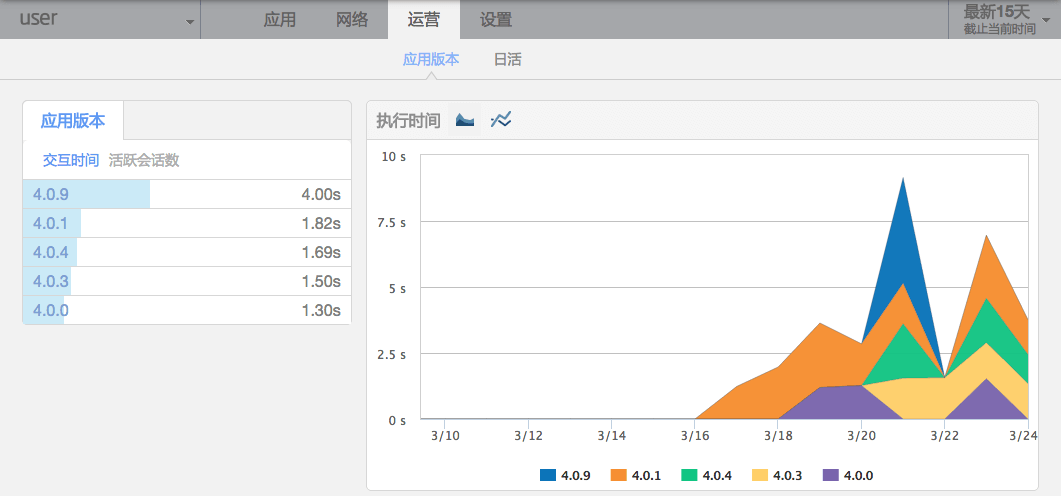 user
应用 网络 运营 设置
最新15天
截止当前时间
应用版本 日活
应用版本
交互时间 活跃会话数
4.0.9 4.00s
4.0.1 1.82s
4.0.4 1.69s
4.0.3 1.50s
4.0.0 1.30s
执行时间
10 s
7.5 s
5 s
2.5 s
0 s
3/10 3/12 3/14 3/16 3/18 3/20 3/22 3/24
4.0.9 4.0.1 4.0.4 4.0.3 4.0.0